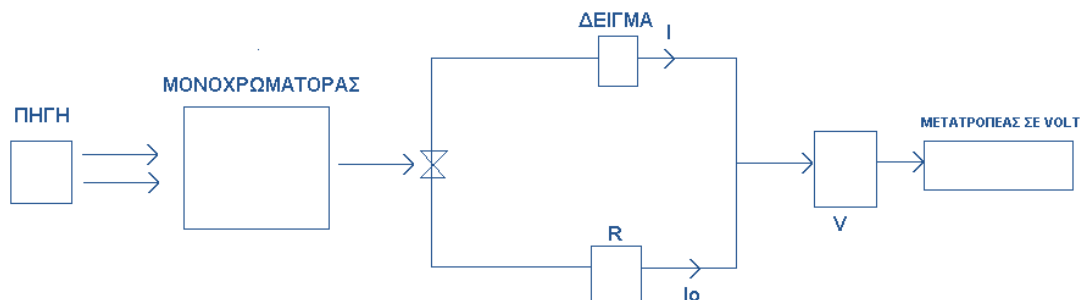 ΔΕΙΓΜΑ
I
ΜΟΝΟΧΡΩΜΑΤΟΡΑΣ
ΠΗΓΗ
ΜΕΤΑΤΡΟΠΕΑΣ ΣΕ VOLT
V
R
Io